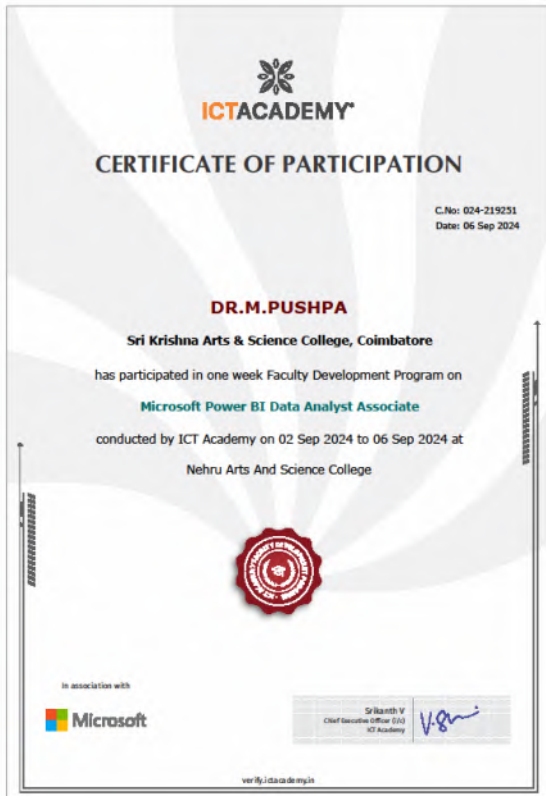 ICTACADEMY
CERTIFICATE OF PARTICIPATION
C.No: 024-219251
Date: 06 Sep 2024
DR.M.PUSHPA
Sri Krishna Arts & Science College, Coimbatore
has participated in one week Faculty Development Program on
Microsoft Power BI Data Analyst Associate
conducted by ICT Academy on 02 Sep 2024 to 06 Sep 2024 at
Nehru Arts And Science College
In association with
Microsoft
Srikanth V
Chief Executive Officer (i/c)
ICT Academy
verify.ictacademy.in